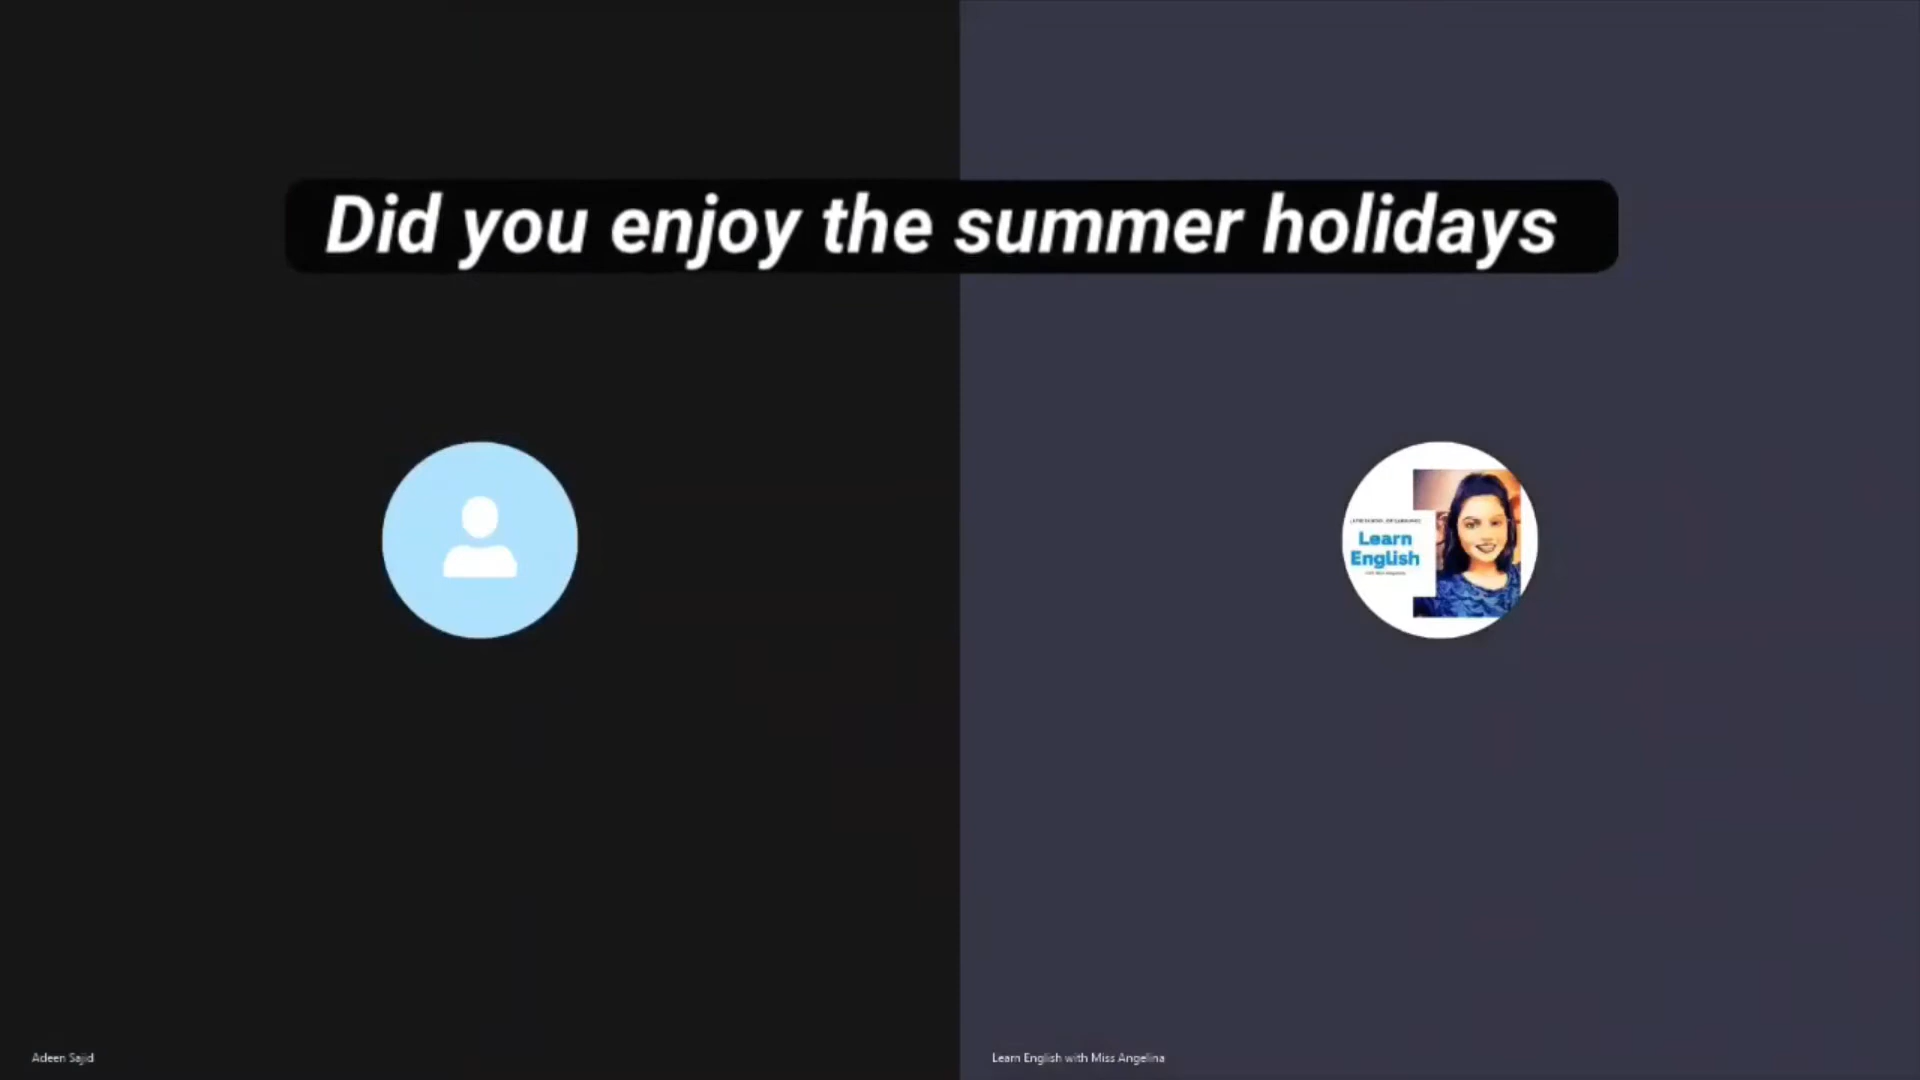 Did you enjoy the summer holidays
Learn
English
Adeen Sajid
Learn English with Miss Angelina